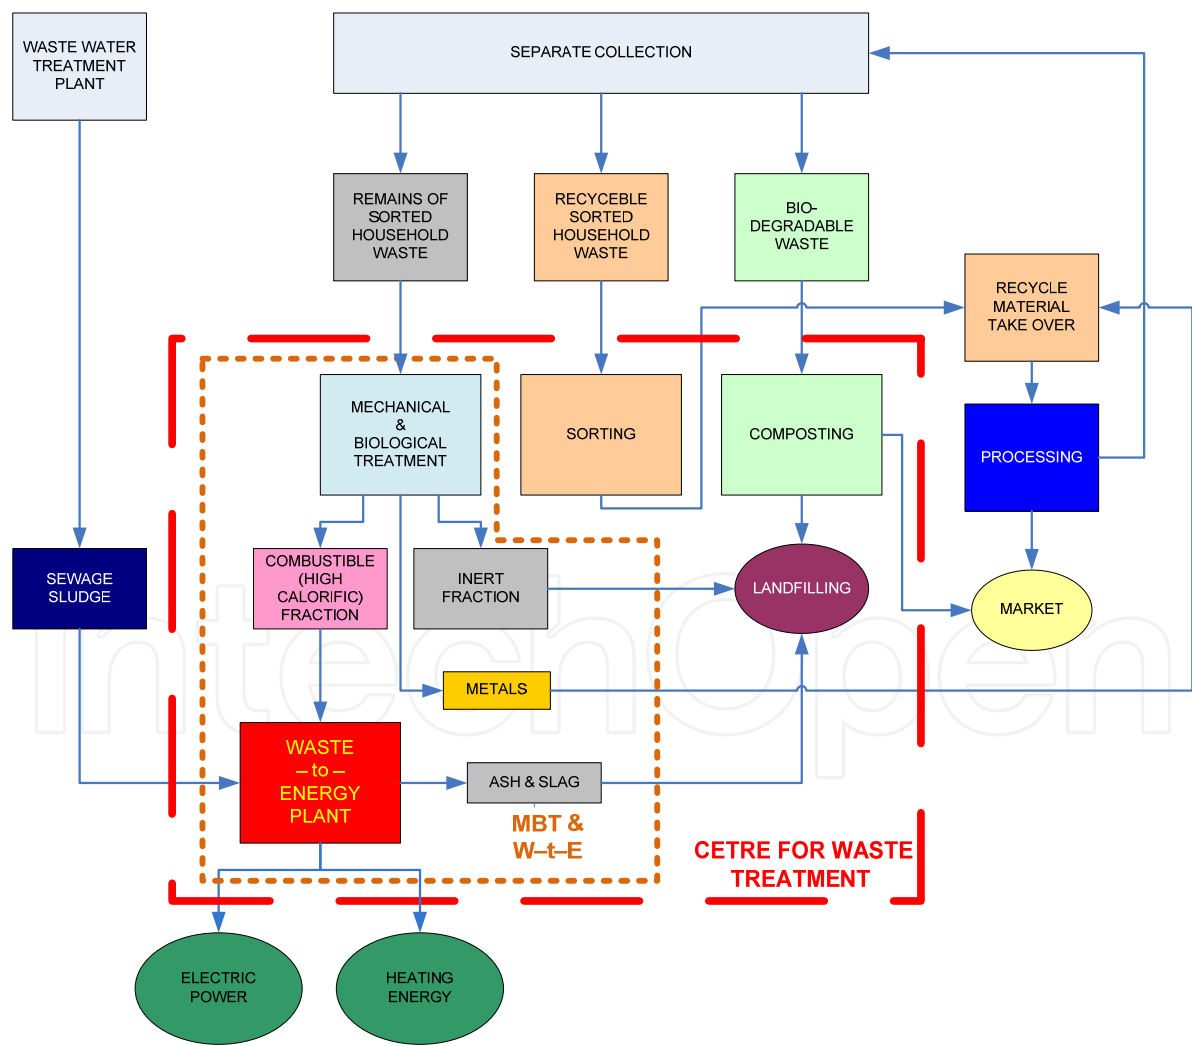 WASTE WATER
TREATMENT
PLANT
SEPARATE COLLECTION
REMAINS OF
SORTED
HOUSEHOLD
WASTE
RECYCEBLE
SORTED
HOUSEHOLD
WASTE
BIO-
DEGRADABLE
WASTE
RECYCLE
MATERIAL
TAKE OVER
MECHANICAL
&
BIOLOGICAL
TREATMENT
SORTING
COMPOSTING
PROCESSING
SEWAGE
SLUDGE
COMBUSTIBLE
(HIGH
CALORIFIC)
FRACTION
INERT
FRACTION
LANDFILLING
MARKET
METALS
WASTE
– to –
ENERGY
PLANT
ASH & SLAG
MBT &
W–t–E
CETRE FOR WASTE
TREATMENT
ELECTRIC
POWER
HEATING
ENERGY
IntechOpen